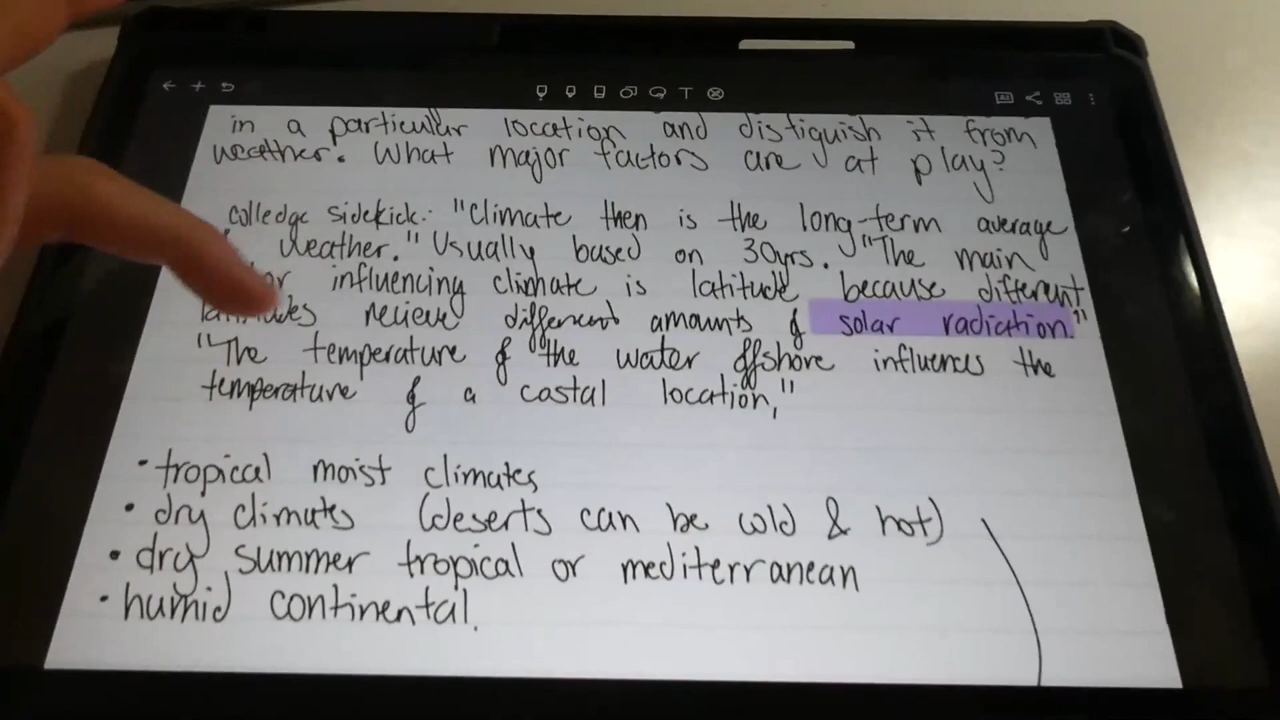 in a particular location and distiguish it from
weather. What major factors are at play?
colledge sidekick: "Climate then is the long-term average
weather." Usually based on 30yrs. "The main
influencing climate is latitude because different
latitudes recieve different amounts of solar radiation."
"The temperature of the water offshore influences the
temperature of a costal location,"
• tropical moist climates
• dry climates (deserts can be cold & hot)
• dry summer tropical or mediterranean
• humid continental.